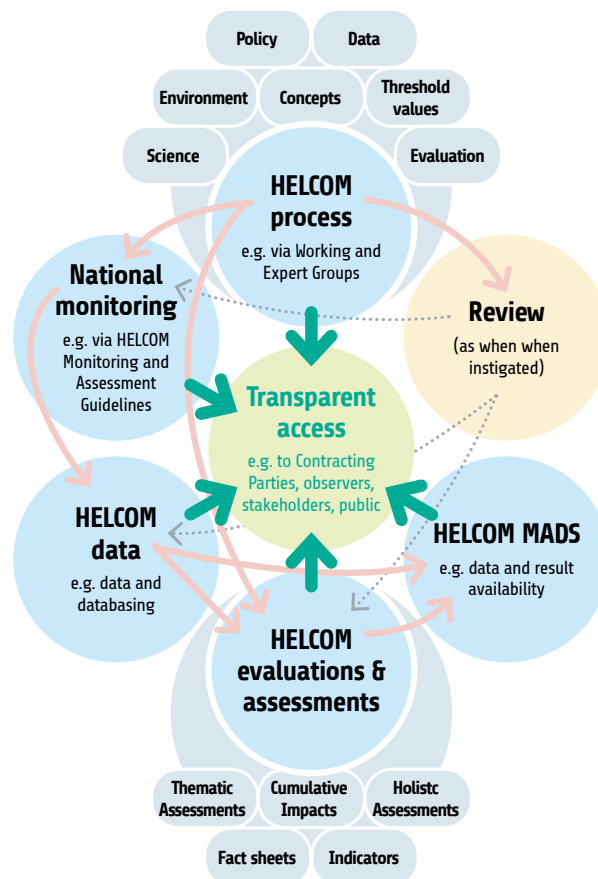 Policy
Data
Environment
Concepts
Threshold
values
Science
Evaluation
HELCOM
process
e.g. via Working and
Expert Groups
National
monitoring
e.g. via HELCOM
Monitoring and
Assessment
Guidelines
Review
(as when when
instigated)
Transparent
access
e.g. to Contracting
Parties, observers,
stakeholders, public
HELCOM
data
e.g. data and
databasing
HELCOM MADS
e.g. data and result
availability
HELCOM
evaluations &
assessments
Thematic
Assessments
Cumulative
Impacts
Holistc
Assessments
Fact sheets
Indicators